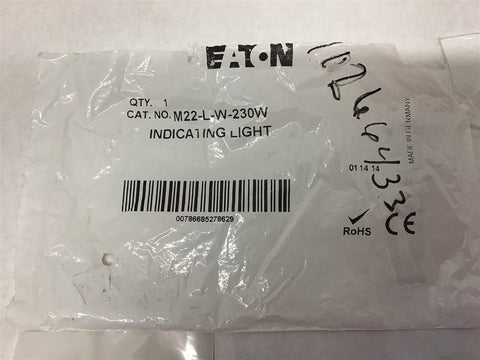 EATON
QTY. 1
CAT. NO. M22-L-W-230W
INDICATING LIGHT
00786685278629
MADE IN GERMANY
01 14 14
RoHS
CE